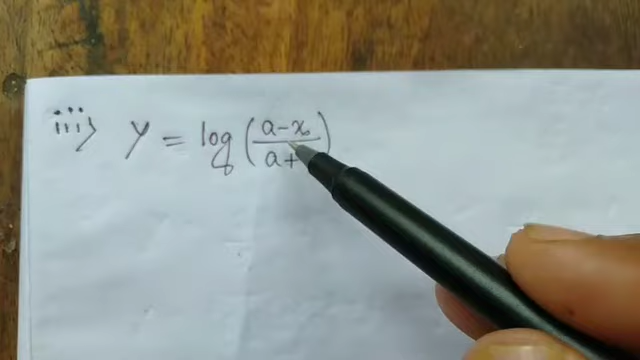 iii) y = log (a-x / a+)